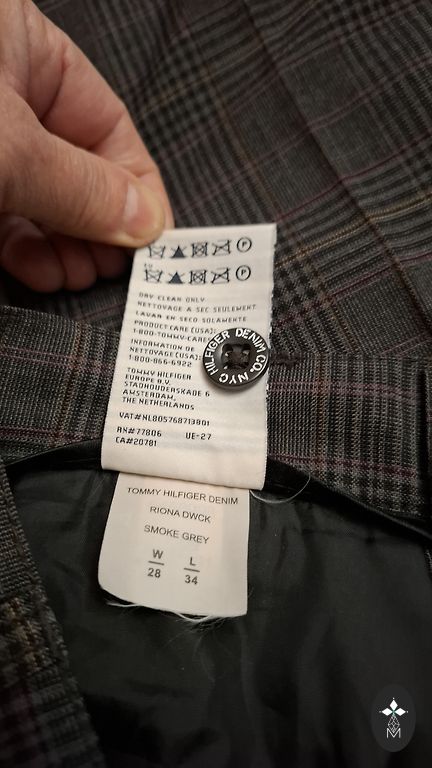 DRY CLEAN ONLY
NETTOYAGE A SEC SEULEMENT
LAVAR EN SECO SOLAMENTE
PRODUCT CARE (USA):
1-800-TOMMY-CARES
INFORMATION DE
NETTOYAGE (USA):
1-800-866-6922
TOMMY HILFIGER
EUROPE B.V.
STADHOUDERSKADE 6
AMSTERDAM,
THE NETHERLANDS
VAT#NL805768713B01
RN#77806 UE-27
CA#20781
HILFIGER DENIM CO. NYC
TOMMY HILFIGER DENIM
RIONA DWCK
SMOKE GREY
W L
28 34
M